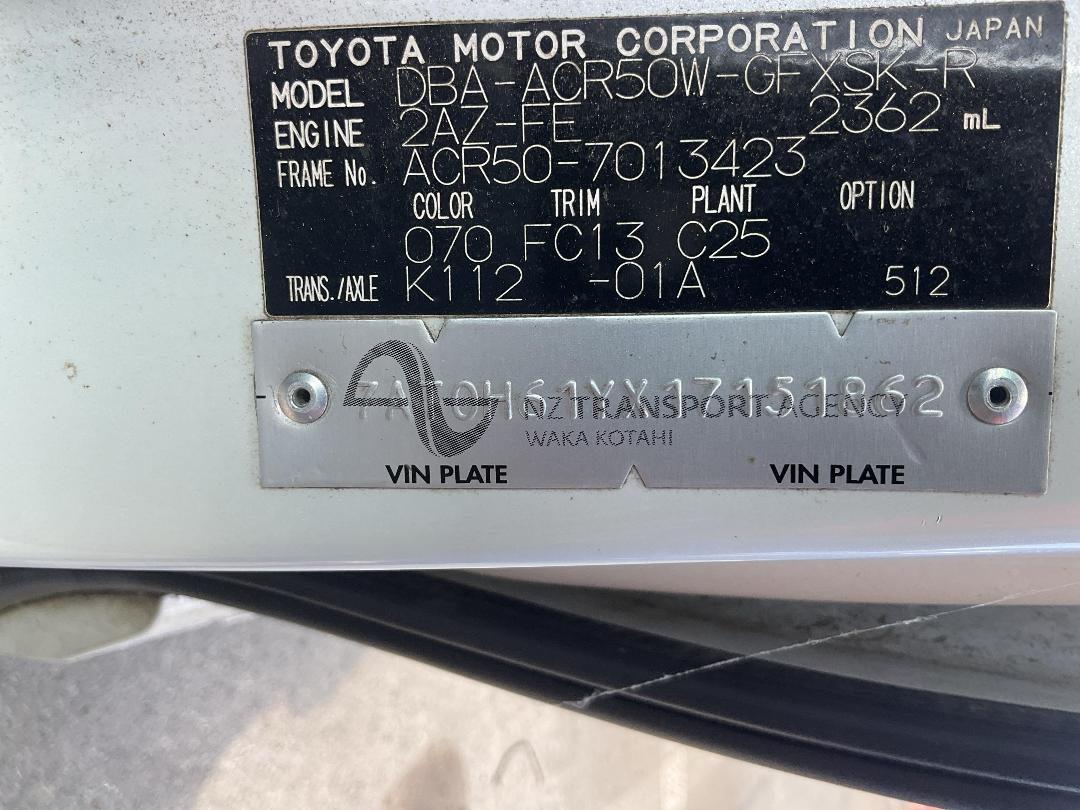 TOYOTA MOTOR CORPORATION JAPAN
MODEL DBA-ACR50W-GFXSK-R
ENGINE 2AZ-FE 2362 mL
FRAME No. ACR50-7013423
COLOR TRIM PLANT OPTION
070 FC13 C25
TRANS./AXLE K112 -01A 512
7AT0H61YX17151862
NZ TRANSPORT AGENCY
WAKA KOTAHI
VIN PLATE VIN PLATE